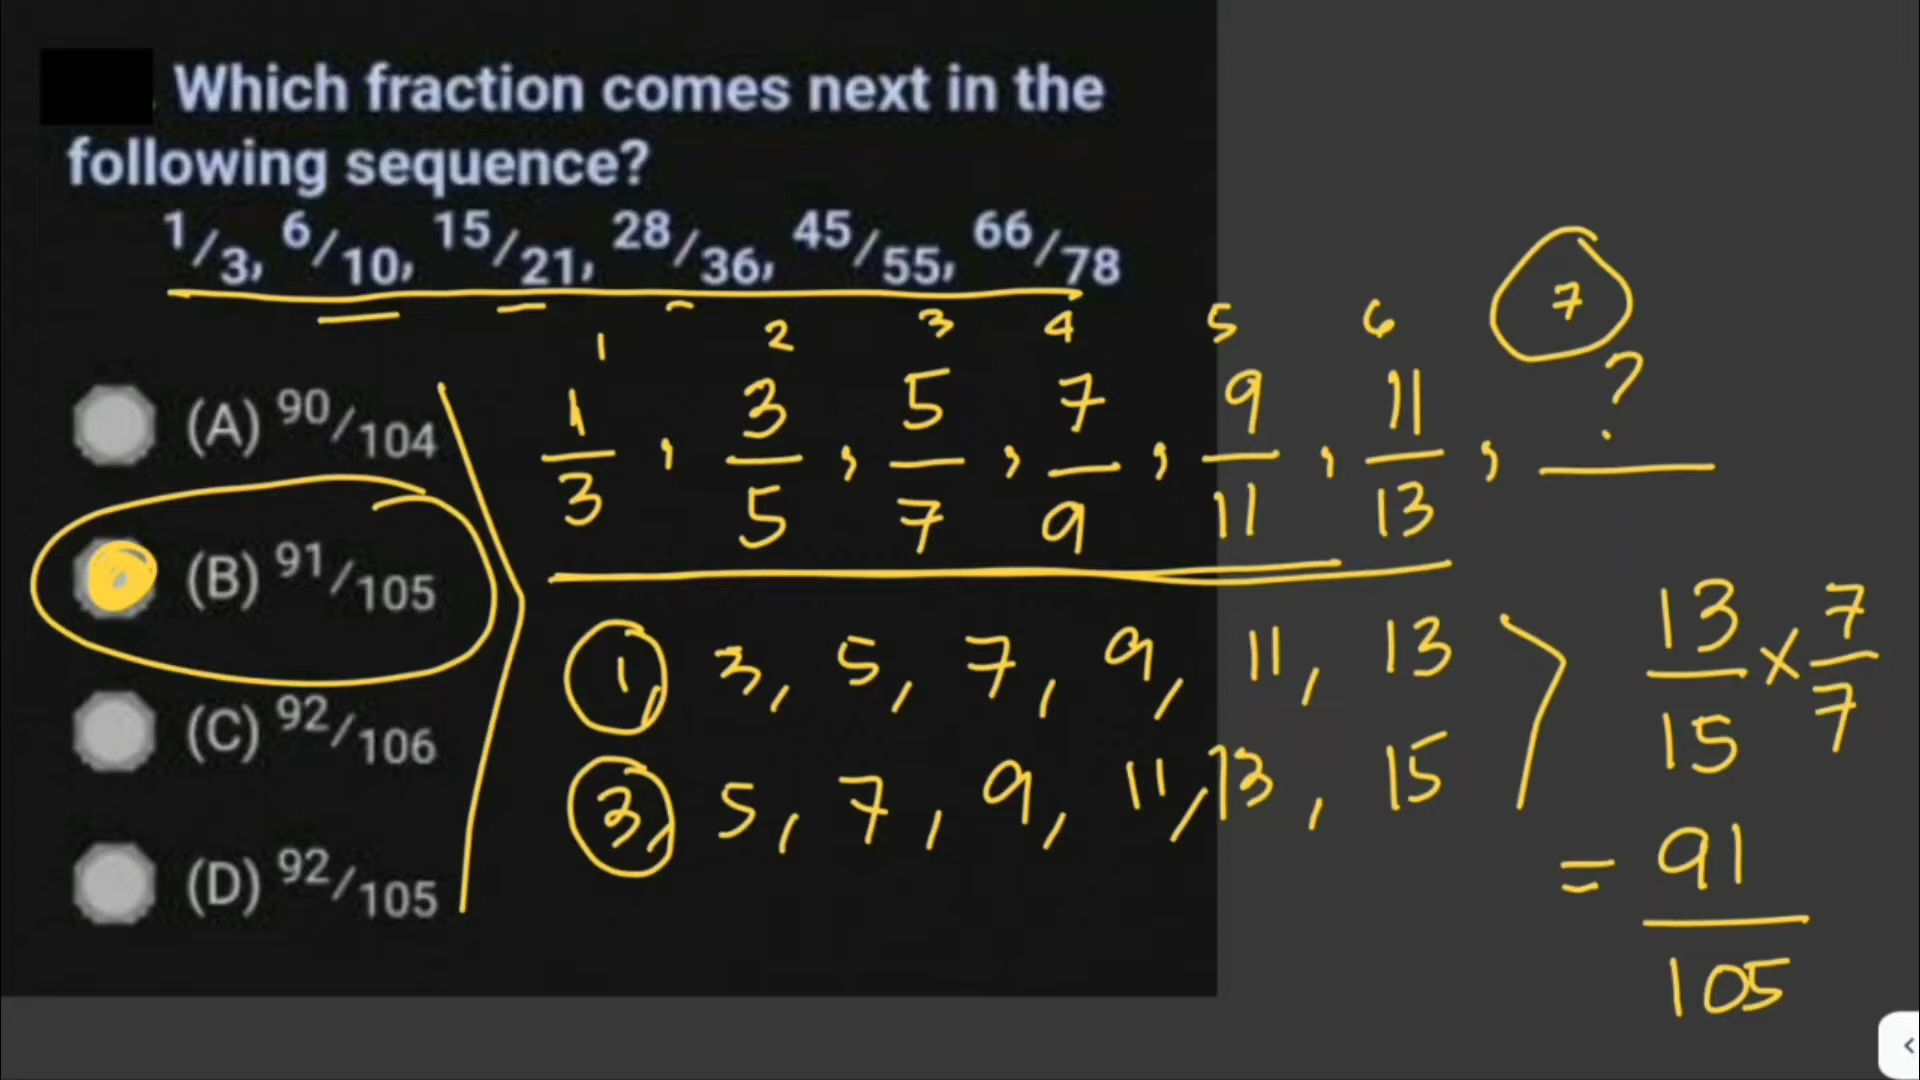 Which fraction comes next in the
following sequence?
1/3, 6/10, 15/21, 28/36, 45/55, 66/78
1 2 3 4 5 6 7
1/3, 3/5, 5/7, 7/9, 9/11, 11/13, ?
(A) 90/104
(B) 91/105
(C) 92/106
(D) 92/105
1, 3, 5, 7, 9, 11, 13
3, 5, 7, 9, 11, 13, 15
13/15 × 7/7
= 91/105
<